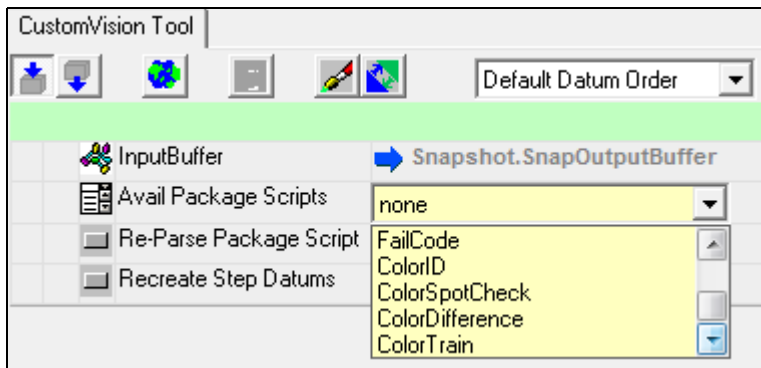 CustomVision Tool
Default Datum Order
InputBuffer
Snapshot.SnapOutputBuffer
Avail Package Scripts
none
Re-Parse Package Script
FailCode
ColorID
Recreate Step Datums
ColorSpotCheck
ColorDifference
ColorTrain